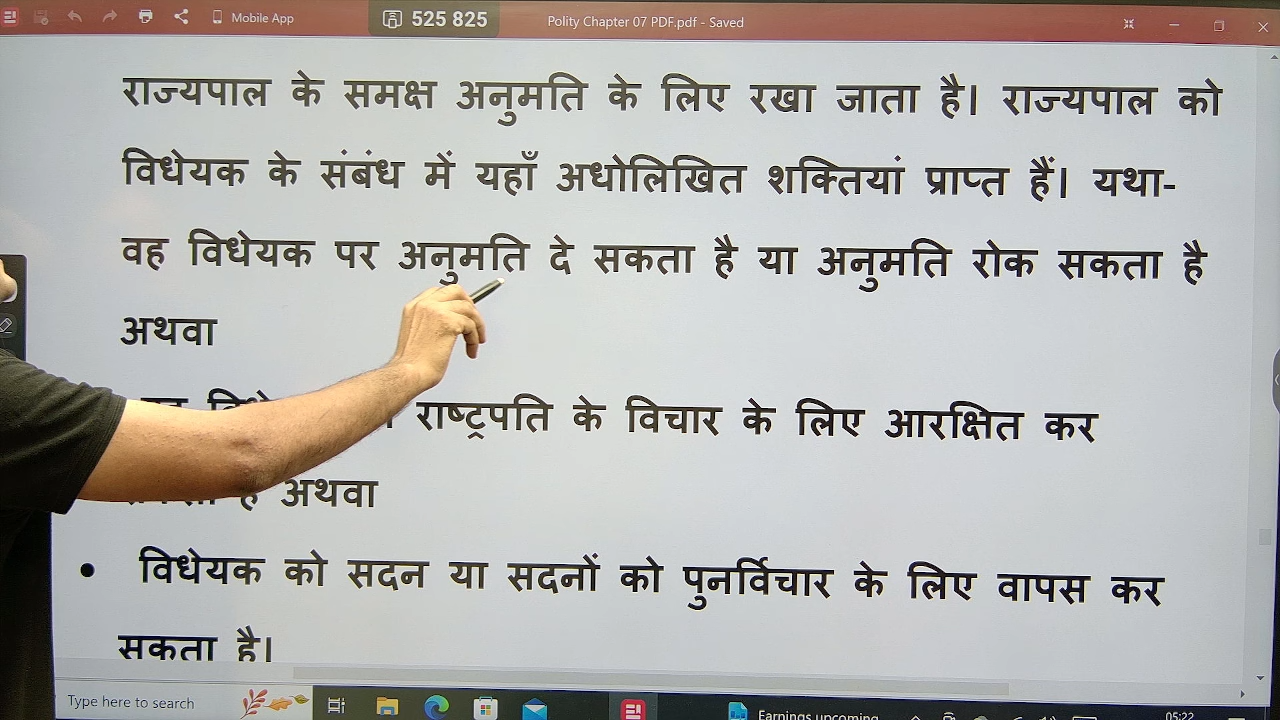 Mobile App
525 825
Polity Chapter 07 PDF.pdf - Saved
राज्यपाल के समक्ष अनुमति के लिए रखा जाता है। राज्यपाल को
विधेयक के संबंध में यहाँ अधोलिखित शक्तियां प्राप्त हैं। यथा-
वह विधेयक पर अनुमति दे सकता है या अनुमति रोक सकता है
अथवा
राष्ट्रपति के विचार के लिए आरक्षित कर
है अथवा
• विधेयक को सदन या सदनों को पुनर्विचार के लिए वापस कर
सकता है।
Type here to search
Earnings upcoming
05:22